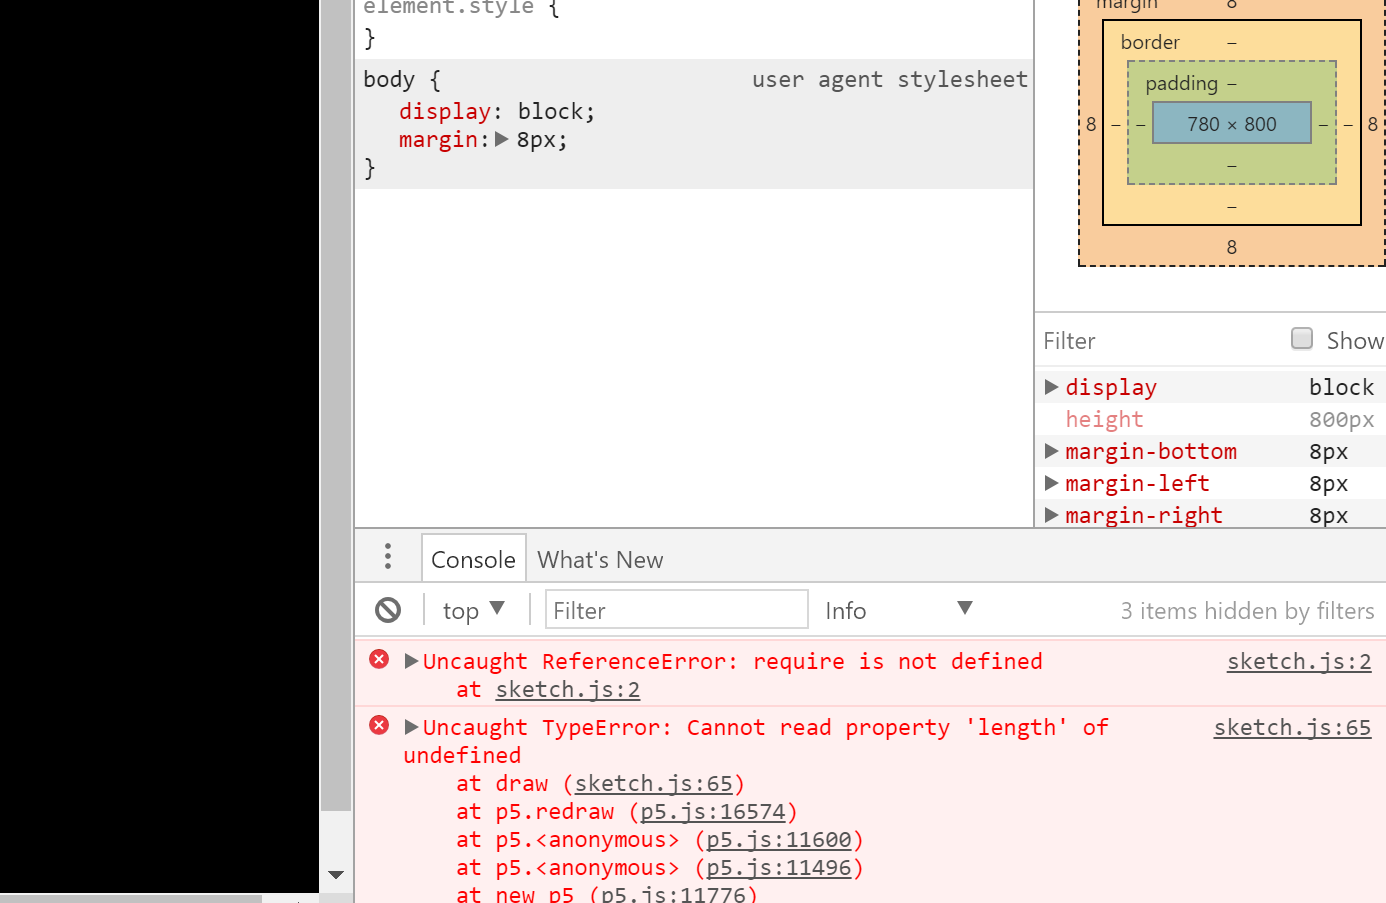 element.style {
}
body { user agent stylesheet
display: block;
margin: 8px;
}
margin 8
border –
padding –
8 – – 780 × 800 – – 8
–
–
8
Filter Show
display block
height 800px
margin-bottom 8px
margin-left 8px
margin-right 8px
Console What's New
top Filter Info 3 items hidden by filters
Uncaught ReferenceError: require is not defined sketch.js:2
at sketch.js:2
Uncaught TypeError: Cannot read property 'length' of sketch.js:65
undefined
at draw (sketch.js:65)
at p5.redraw (p5.js:16574)
at p5.<anonymous> (p5.js:11600)
at p5.<anonymous> (p5.js:11496)
at new p5 (p5.js:11776)